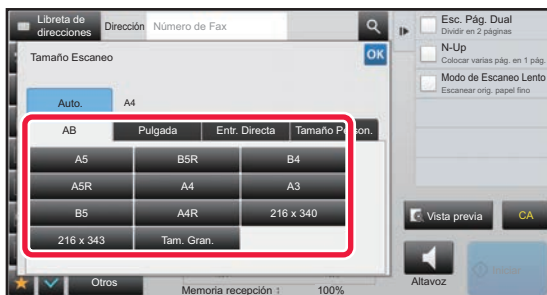 Libreta de direcciones
Dirección
Número de Fax
Tamaño Escaneo
OK
Auto.
A4
AB
Pulgada
Entr. Directa
Tamaño Person.
A5
B5R
B4
A5R
A4
A3
B5
A4R
216 x 340
216 x 343
Tam. Gran.
Otros
Memoria recepción :
100%
Esc. Pág. Dual
Dividir en 2 páginas
N-Up
Colocar varias pág. en 1 pág.
Modo de Escaneo Lento
Escanear orig. papel fino
Vista previa
CA
Altavoz